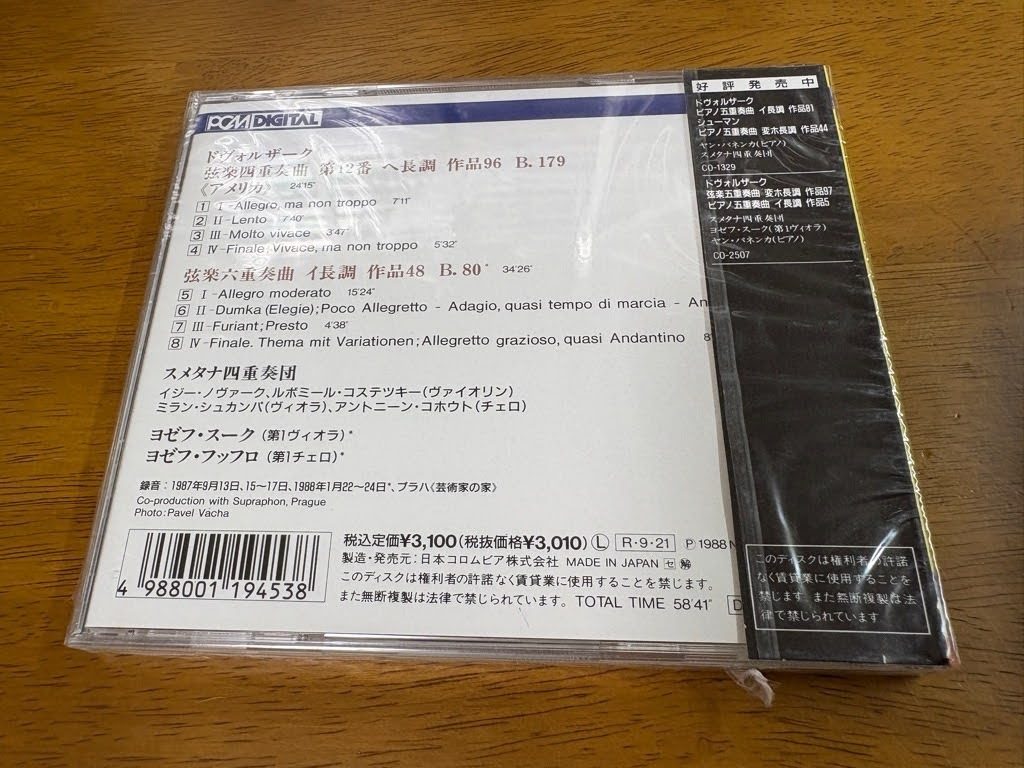 PCM DIGITAL
ドヴォルザーク
弦楽四重奏曲 第12番 ヘ長調 作品96 B. 179
《アメリカ》 24'15"
1 I-Allegro, ma non troppo 7'11"
2 II-Lento 7'40"
3 III-Molto vivace 3'47"
4 IV-Finale; Vivace, ma non troppo 5'32"
弦楽六重奏曲 イ長調 作品48 B. 80* 34'26"
5 I-Allegro moderato 15'24"
6 II-Dumka (Elegie); Poco Allegretto - Adagio, quasi tempo di marcia - An
7 III-Furiant; Presto 4'38"
8 IV-Finale. Thema mit Variationen; Allegretto grazioso, quasi Andantino 8'
スメタナ四重奏団
イジー・ノヴァーク、ルボミール・コステツキー(ヴァイオリン)
ミラン・シュカンパ(ヴィオラ)、アントニーン・コホウト(チェロ)
ヨゼフ・スーク(第1ヴィオラ)*
ヨゼフ・フッフロ(第1チェロ)*
録音:1987年9月13日、15〜17日、1988年1月22〜24日*、プラハ《芸術家の家》
Co-production with Supraphon, Prague
Photo: Pavel Vacha
4 988001 194538
税込定価¥3,100(税抜価格¥3,010) Ⓛ R・9・21 Ⓟ 1988 N
製造・発売元:日本コロムビア株式会社 MADE IN JAPAN
このディスクは権利者の許諾なく賃貸業に使用することを禁じます。
また無断複製は法律で禁じられています。 TOTAL TIME 58'41" D
好評発売中
ドヴォルザーク
ピアノ五重奏曲 イ長調 作品81
シューマン
ピアノ五重奏曲 変ホ長調 作品44
ヤン・パネンカ(ピアノ)
スメタナ四重奏団
CO-1329
ドヴォルザーク
弦楽五重奏曲 変ホ長調 作品97
ピアノ五重奏曲 イ長調 作品5
スメタナ四重奏団
ヨゼフ・スーク(第1ヴィオラ)
ヤン・パネンカ(ピアノ)
CO-2507
このディスクは権利者の許諾
なく賃貸業に使用することを
禁じます。また無断複製は法
律で禁じられています